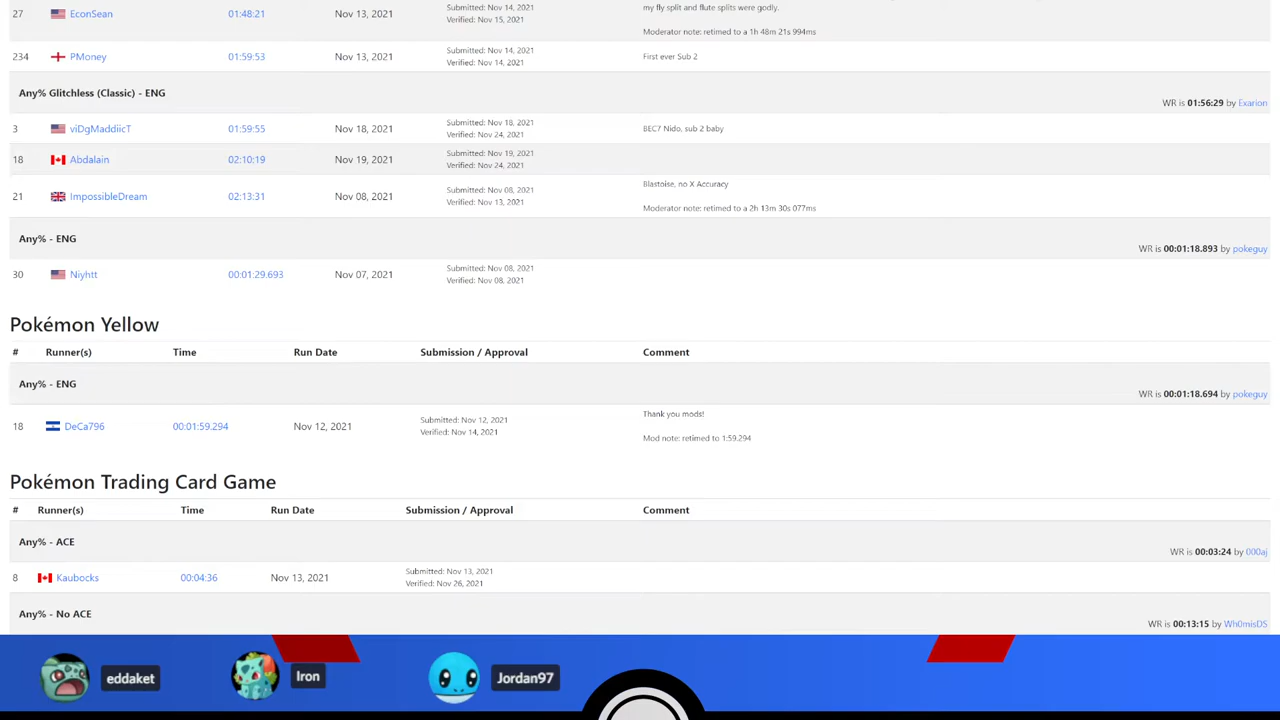 27 EconSean 01:48:21 Nov 13, 2021 Submitted: Nov 14, 2021 my fly split and flute splits were godly.
Verified: Nov 15, 2021
Moderator note: retimed to a 1h 48m 21s 994ms
234 PMoney 01:59:53 Nov 13, 2021 Submitted: Nov 14, 2021 First ever Sub 2
Verified: Nov 14, 2021
Any% Glitchless (Classic) - ENG
WR is 01:56:29 by Exarion
3 viDgMaddiicT 01:59:55 Nov 18, 2021 Submitted: Nov 18, 2021 BEC7 Nido, sub 2 baby
Verified: Nov 24, 2021
18 Abdalain 02:10:19 Nov 19, 2021 Submitted: Nov 19, 2021
Verified: Nov 24, 2021
Blastoise, no X Accuracy
21 ImpossibleDream 02:13:31 Nov 08, 2021 Submitted: Nov 08, 2021
Verified: Nov 13, 2021
Moderator note: retimed to a 2h 13m 30s 077ms
Any% - ENG
WR is 00:01:18.893 by pokeguy
30 Niyhtt 00:01:29.693 Nov 07, 2021 Submitted: Nov 08, 2021
Verified: Nov 08, 2021
Pokémon Yellow
# Runner(s) Time Run Date Submission / Approval Comment
Any% - ENG
WR is 00:01:18.694 by pokeguy
Thank you mods!
18 DeCa796 00:01:59.294 Nov 12, 2021 Submitted: Nov 12, 2021
Verified: Nov 14, 2021
Mod note: retimed to 1:59.294
Pokémon Trading Card Game
# Runner(s) Time Run Date Submission / Approval Comment
Any% - ACE
WR is 00:03:24 by 000aj
8 Kaubocks 00:04:36 Nov 13, 2021 Submitted: Nov 13, 2021
Verified: Nov 26, 2021
Any% - No ACE
WR is 00:13:15 by Wh0misDS
eddaket Iron Jordan97